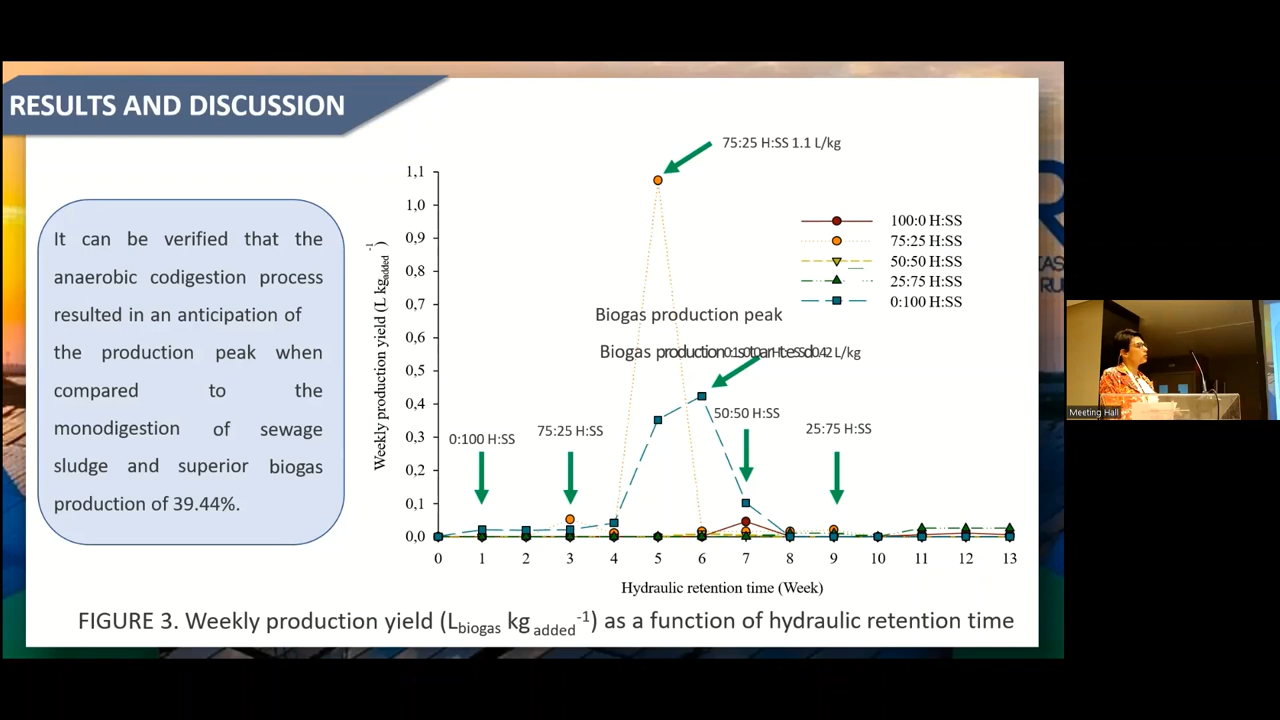 RESULTS AND DISCUSSION
It can be verified that the
anaerobic codigestion process
resulted in an anticipation of
the production peak when
compared to the
monodigestion of sewage
sludge and superior biogas
production of 39.44%.
75:25 H:SS 1.1 L/kg
1,1
1,0
0,9
0,8
0,7
0,6
0,5
0,4
0,3
0,2
0,1
0,0
Weekly production yield (L kg added -1)
100:0 H:SS
75:25 H:SS
50:50 H:SS
25:75 H:SS
0:100 H:SS
Biogas production peak
Biogas production L/kg
0:100 H:SS
75:25 H:SS
50:50 H:SS
25:75 H:SS
0 1 2 3 4 5 6 7 8 9 10 11 12 13
Hydraulic retention time (Week)
FIGURE 3. Weekly production yield (Lbiogas kg added-1) as a function of hydraulic retention time
Meeting Hall